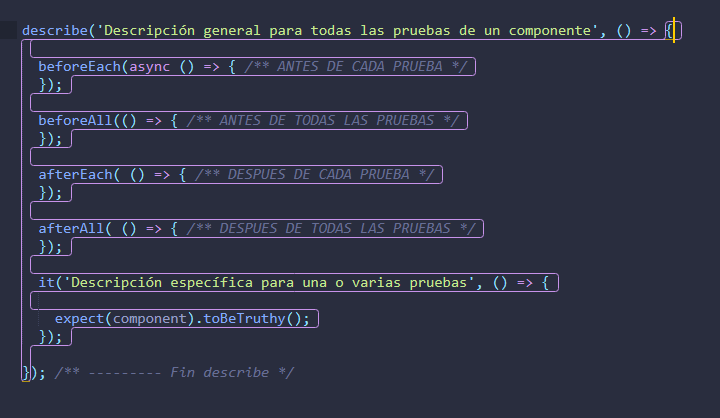 describe('Descripción general para todas las pruebas de un componente', () => {
beforeEach(async () => { /** ANTES DE CADA PRUEBA */
});
beforeAll(() => { /** ANTES DE TODAS LAS PRUEBAS */
});
afterEach( () => { /** DESPUES DE CADA PRUEBA */
});
afterAll( () => { /** DESPUES DE TODAS LAS PRUEBAS */
});
it('Descripción específica para una o varias pruebas', () => {
expect(component).toBeTruthy();
});
}); /** --------- Fin describe */